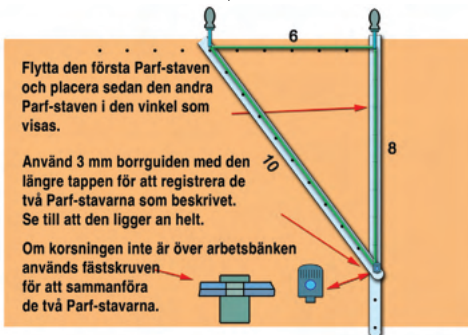 6
Flytta den första Parf-staven
och placera sedan den andra
Parf-staven i den vinkel som
visas.
8
10
Använd 3 mm borrguiden med den
längre tappen för att registrera de
två Parf-stavarna som beskrivet.
Se till att den ligger an helt.
Om korsningen inte är över arbetsbänken
används fästskruven
för att sammanföra
de två Parf-stavarna.